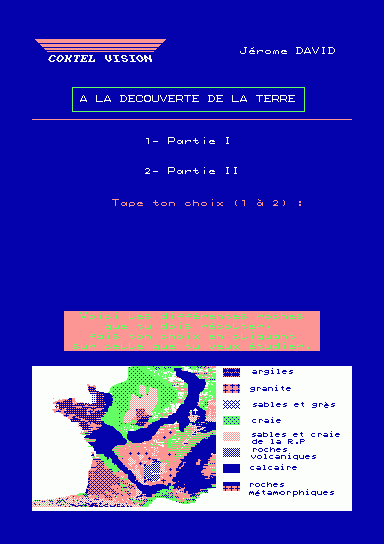 COKTEL VISION
Jérome DAVID
A LA DECOUVERTE DE LA TERRE
1- Partie I
2- Partie II
Tape ton choix (1 à 2) :
argiles
granite
sables et grès
craie
sables et craie
de la R.P
roches
volcaniques
calcaire
roches
métamorphiques